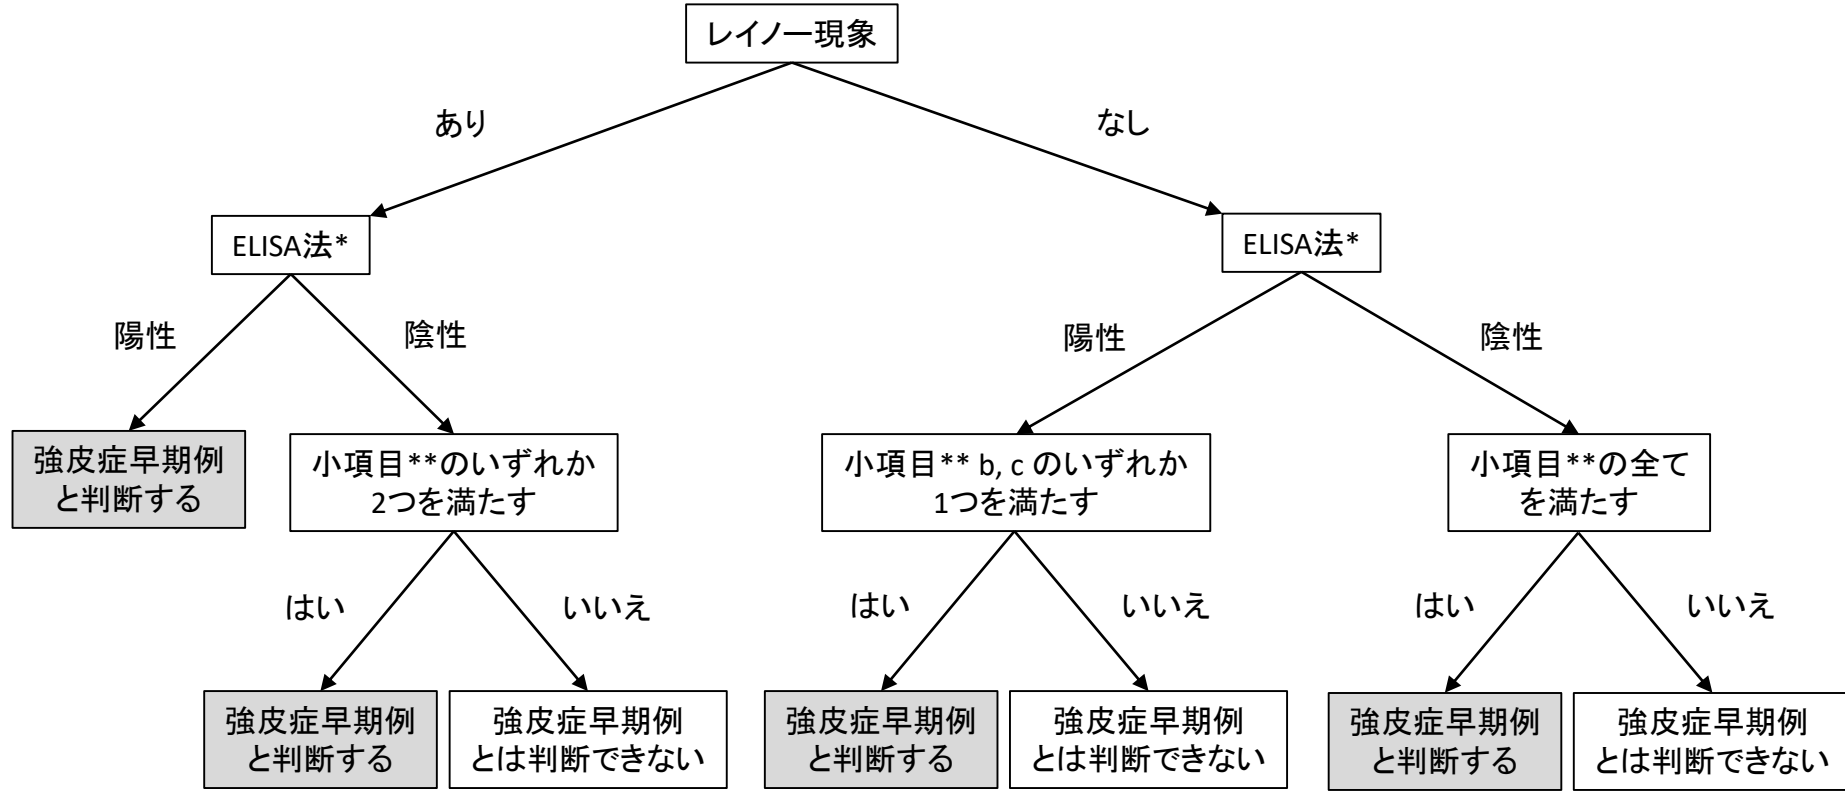 レイノー現象
あり
なし
ELISA法*
ELISA法*
陽性
陰性
陽性
陰性
強皮症早期例
と判断する
小項目**のいずれか
2つを満たす
小項目** b, c のいずれか
1つを満たす
小項目**の全て
を満たす
はい
いいえ
はい
いいえ
はい
いいえ
強皮症早期例
と判断する
強皮症早期例
とは判断できない
強皮症早期例
と判断する
強皮症早期例
とは判断できない
強皮症早期例
と判断する
強皮症早期例
とは判断できない